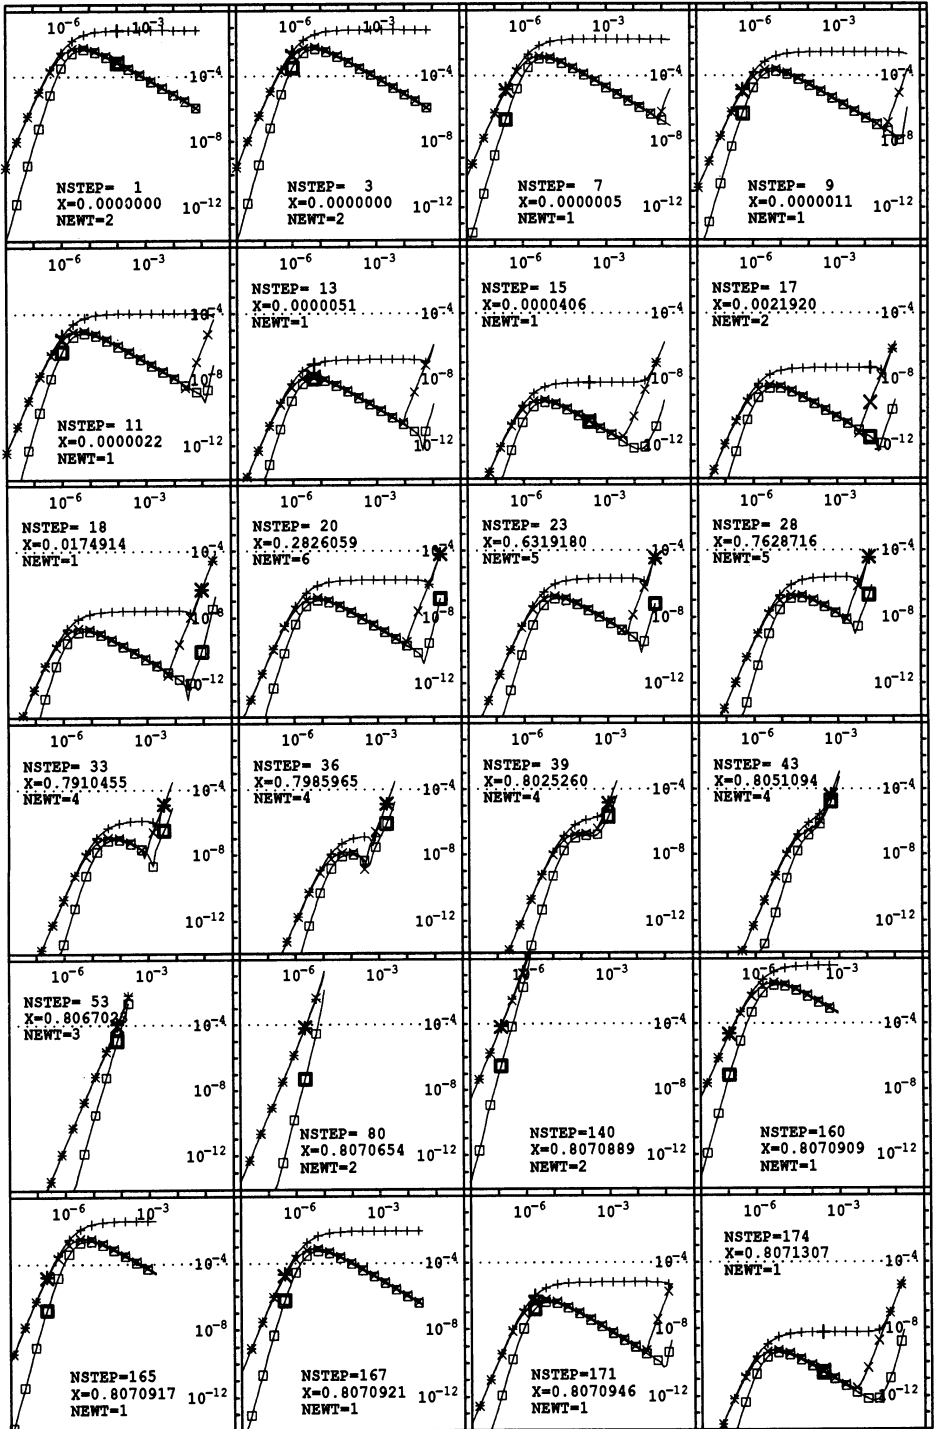 10⁻⁶ 10⁻³
10⁻⁴
10⁻⁸
NSTEP= 1
X=0.0000000
NEWT=2
10⁻¹²
10⁻⁶ 10⁻³
10⁻⁴
10⁻⁸
NSTEP= 3
X=0.0000000
NEWT=2
10⁻¹²
10⁻⁶ 10⁻³
10⁻⁴
10⁻⁸
NSTEP= 7
X=0.0000005
NEWT=1
10⁻¹²
10⁻⁶ 10⁻³
10⁻⁴
10⁻⁸
NSTEP= 9
X=0.0000011
NEWT=1
10⁻¹²
10⁻⁶ 10⁻³
10⁻⁴
10⁻⁸
NSTEP= 11
X=0.0000022
NEWT=1
10⁻¹²
10⁻⁶ 10⁻³
NSTEP= 13
X=0.0000051
NEWT=1
10⁻⁴
10⁻⁸
10⁻¹²
10⁻⁶ 10⁻³
NSTEP= 15
X=0.0000406
NEWT=1
10⁻⁴
10⁻⁸
10⁻¹²
10⁻⁶ 10⁻³
NSTEP= 17
X=0.0021920
NEWT=2
10⁻⁴
10⁻⁸
10⁻¹²
10⁻⁶ 10⁻³
NSTEP= 18
X=0.0174914
NEWT=1
10⁻⁴
10⁻⁸
10⁻¹²
10⁻⁶ 10⁻³
NSTEP= 20
X=0.2826059
NEWT=6
10⁻⁴
10⁻⁸
10⁻¹²
10⁻⁶ 10⁻³
NSTEP= 23
X=0.6319180
NEWT=5
10⁻⁴
10⁻⁸
10⁻¹²
10⁻⁶ 10⁻³
NSTEP= 28
X=0.7628716
NEWT=5
10⁻⁴
10⁻⁸
10⁻¹²
10⁻⁶ 10⁻³
NSTEP= 33
X=0.7910455
NEWT=4
10⁻⁴
10⁻⁸
10⁻¹²
10⁻⁶ 10⁻³
NSTEP= 36
X=0.7985965
NEWT=4
10⁻⁴
10⁻⁸
10⁻¹²
10⁻⁶ 10⁻³
NSTEP= 39
X=0.8025260
NEWT=4
10⁻⁴
10⁻⁸
10⁻¹²
10⁻⁶ 10⁻³
NSTEP= 43
X=0.8051094
NEWT=4
10⁻⁴
10⁻⁸
10⁻¹²
10⁻⁶ 10⁻³
NSTEP= 53
NEWT=3
10⁻⁴
10⁻⁸
10⁻¹²
10⁻⁶ 10⁻³
10⁻⁴
10⁻⁸
NSTEP= 80
X=0.8070654
NEWT=2
10⁻¹²
10⁻⁶ 10⁻³
10⁻⁴
10⁻⁸
NSTEP=140
X=0.8070889
NEWT=2
10⁻¹²
10⁻⁶ 10⁻³
10⁻⁴
10⁻⁸
NSTEP=160
X=0.8070909
NEWT=1
10⁻¹²
10⁻⁶ 10⁻³
10⁻⁴
10⁻⁸
NSTEP=165
X=0.8070917
NEWT=1
10⁻¹²
10⁻⁶ 10⁻³
10⁻⁴
10⁻⁸
NSTEP=167
X=0.8070921
NEWT=1
10⁻¹²
10⁻⁶ 10⁻³
10⁻⁴
10⁻⁸
NSTEP=171
X=0.8070946
NEWT=1
10⁻¹²
10⁻⁶ 10⁻³
NSTEP=174
X=0.8071307
NEWT=1
10⁻⁴
10⁻⁸
10⁻¹²